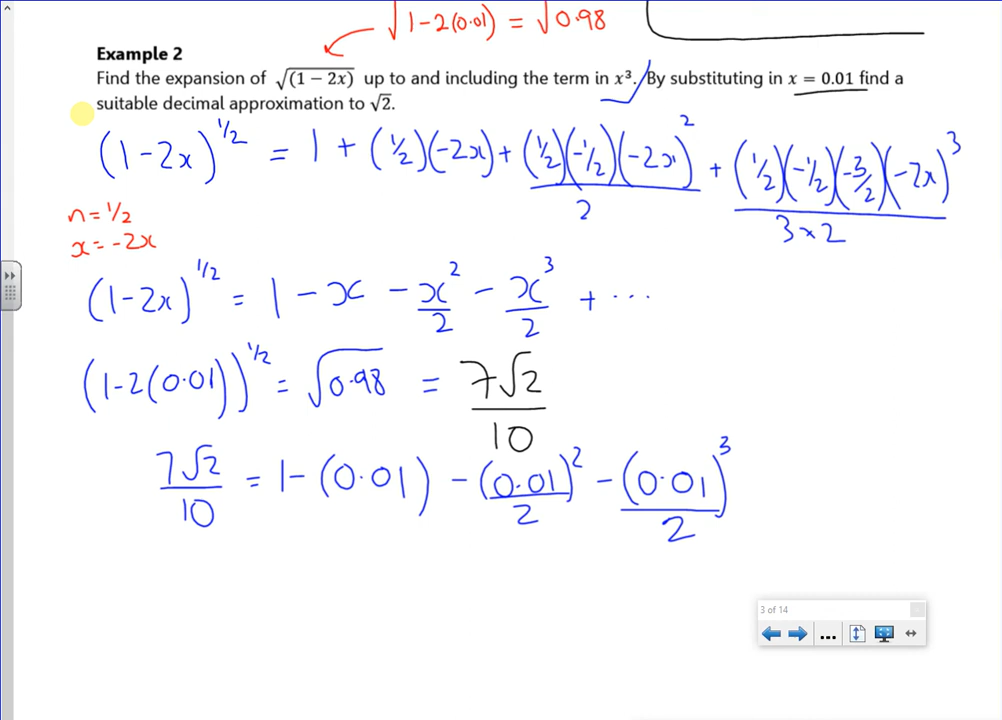 √1-2(0.01) = √0.98
Example 2
Find the expansion of √(1 − 2x) up to and including the term in x³. By substituting in x = 0.01 find a
suitable decimal approximation to √2.
(1-2x)^1/2 = 1 + (1/2)(-2x) + (1/2)(-1/2)(-2x)²/2 + (1/2)(-1/2)(-3/2)(-2x)³/3×2
n = 1/2
x = -2x
(1-2x)^1/2 = 1 - x - x²/2 - x³/2 + ...
(1-2(0.01))^1/2 = √0.98 = 7√2/10
7√2/10 = 1-(0.01) - (0.01)²/2 - (0.01)³/2
3 of 14